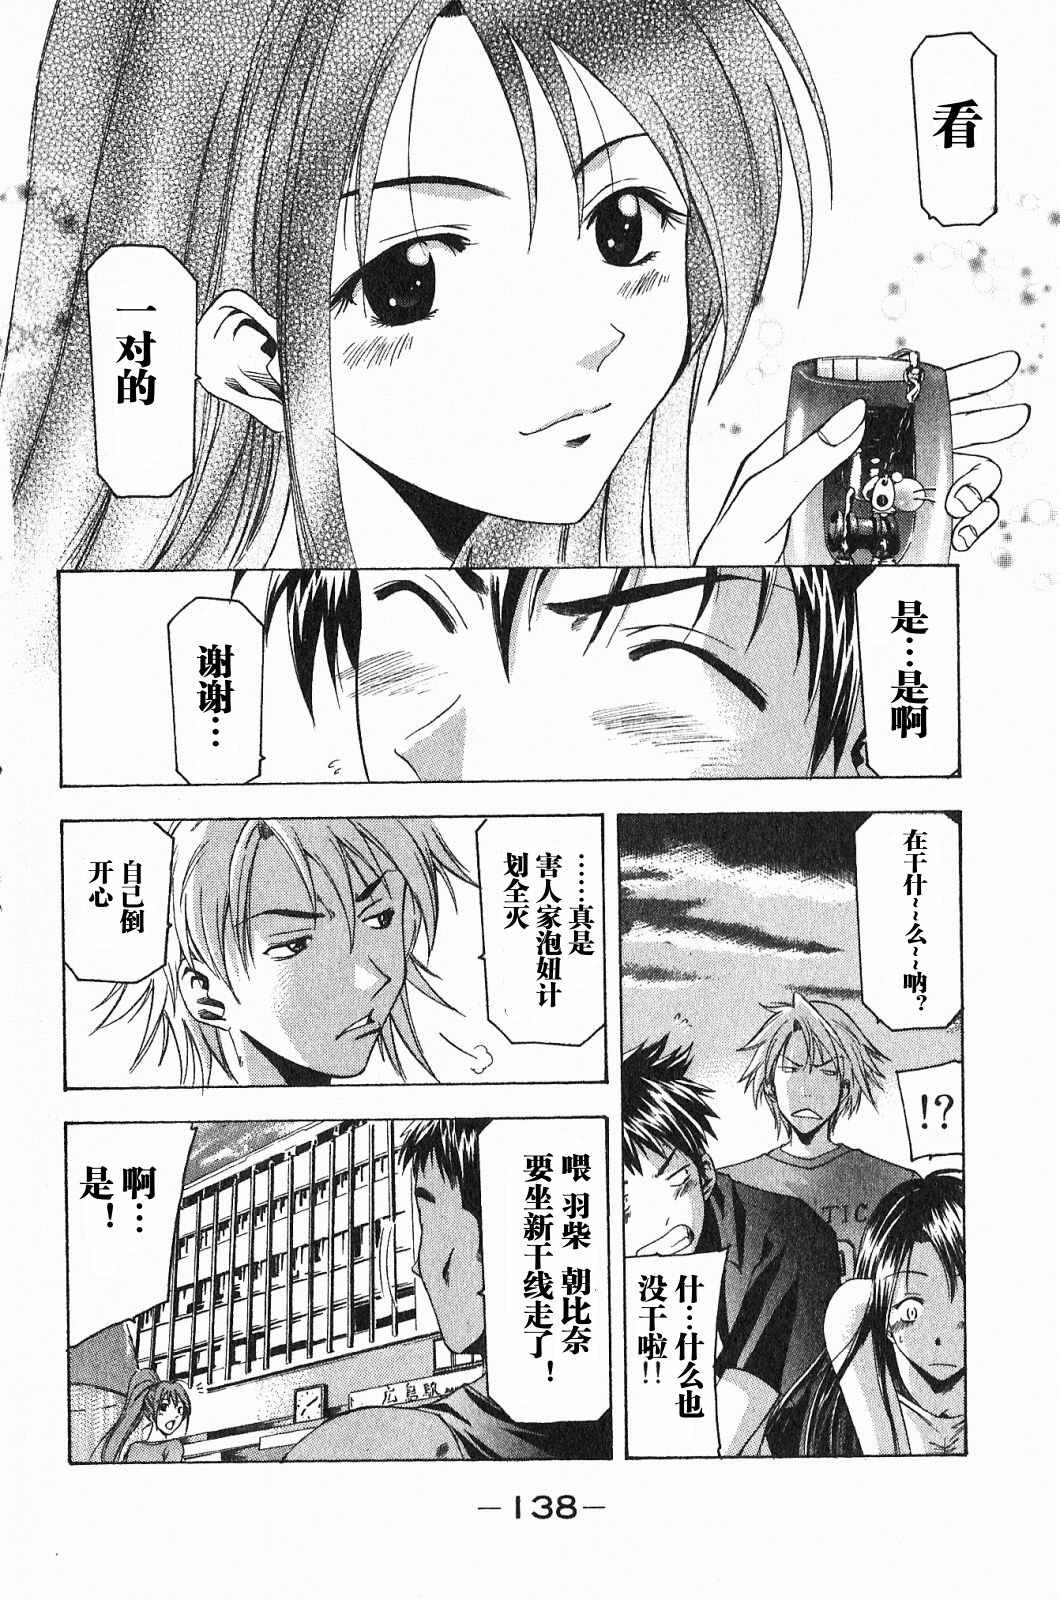 看
一对的
是…是啊
谢谢…
在干什~~么~~呐？
!?
什…什么也
没干啦!!
……真是
害人家泡妞计
划全灭
自己倒
开心
喂 羽柴 朝比奈
要坐新干线走了！
啊…
是！
広島駅
TIC
—138—